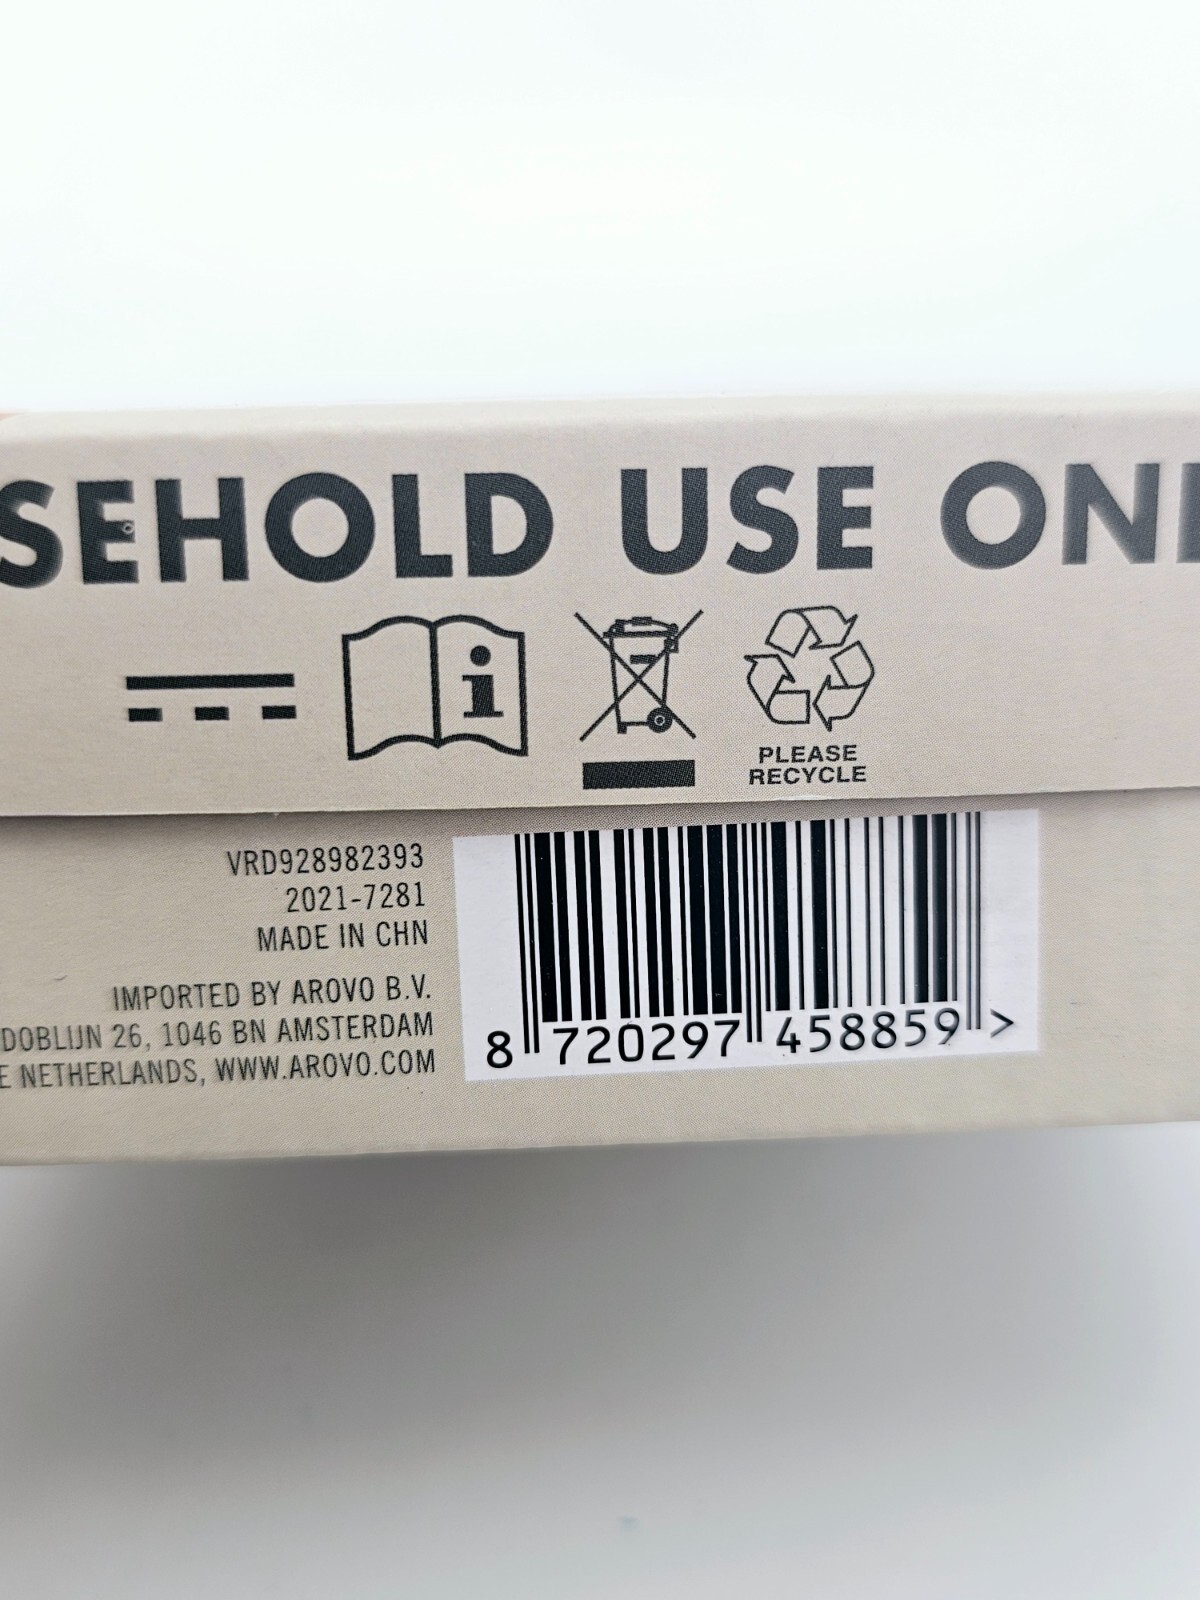 SEHOLD USE ONL
PLEASE
RECYCLE
VRD928982393
2021-7281
MADE IN CHN
IMPORTED BY AROVO B.V.
DOBLIJN 26, 1046 BN AMSTERDAM
E NETHERLANDS, WWW.AROVO.COM
8 720297 458859 >